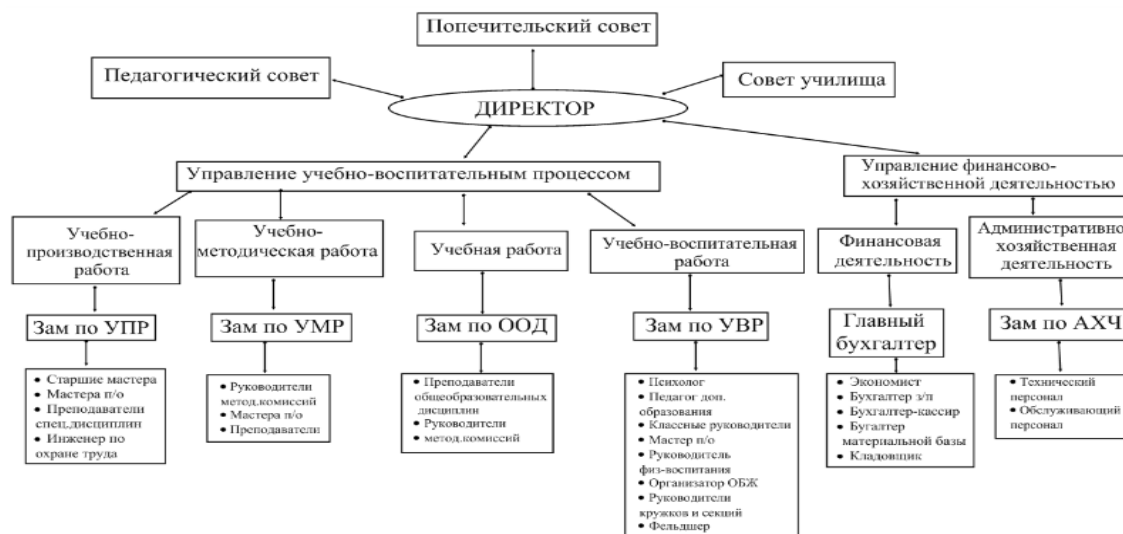 Попечительский совет
Педагогический совет
Совет училища
ДИРЕКТОР
Управление учебно-воспитательным процессом
Управление финансово-
хозяйственной деятельностью
Учебно-
производственная
работа
Учебно-
методическая работа
Учебная работа
Учебно-воспитательная
работа
Финансовая
деятельность
Административно
хозяйственная
деятельность
Зам по УПР
Зам по УМР
Зам по ООД
Зам по УВР
Главный
бухгалтер
Зам по АХЧ
• Старшие мастера
• Мастера п/о
• Преподаватели
спец.дисциплин
• Инженер по
охране труда
• Руководители
метод.комиссий
• Мастера п/о
• Преподаватели
• Преподаватели
общеобразовательных
дисциплин
• Руководители
• метод.комиссий
• Психолог
• Педагог доп.
образования
• Классные руководители
• Мастер п/о
• Руководитель
физ-воспитания
• Организатор ОБЖ
• Руководители
кружков и секций
• Фельдшер
• Экономист
• Бухгалтер з/п
• Бухгалтер-кассир
• Бугалтер
материальной базы
• Кладовщик
• Технический
персонал
• Обслуживающий
персонал